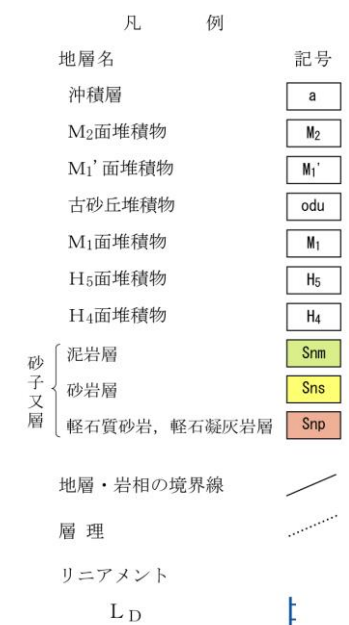 凡 例
地層名 記号
沖積層 a
M2面堆積物 M2
M1'面堆積物 M1'
古砂丘堆積物 odu
M1面堆積物 M1
H5面堆積物 H5
H4面堆積物 H4
砂子又層
泥岩層 Snm
砂岩層 Sns
軽石質砂岩，軽石凝灰岩層 Snp
地層・岩相の境界線
層 理
リニアメント
LD